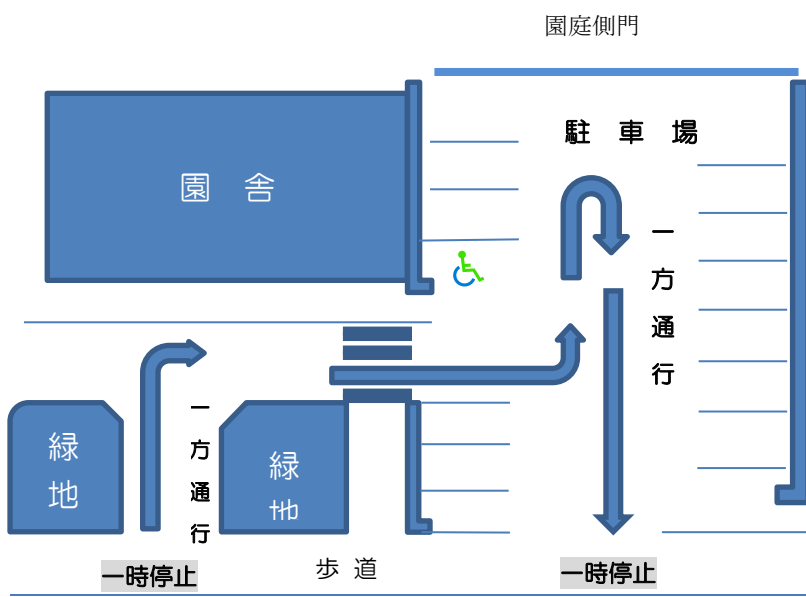 園庭側門
駐車場
園舎
一方通行
一方通行
緑地
緑地
一時停止
歩道
一時停止